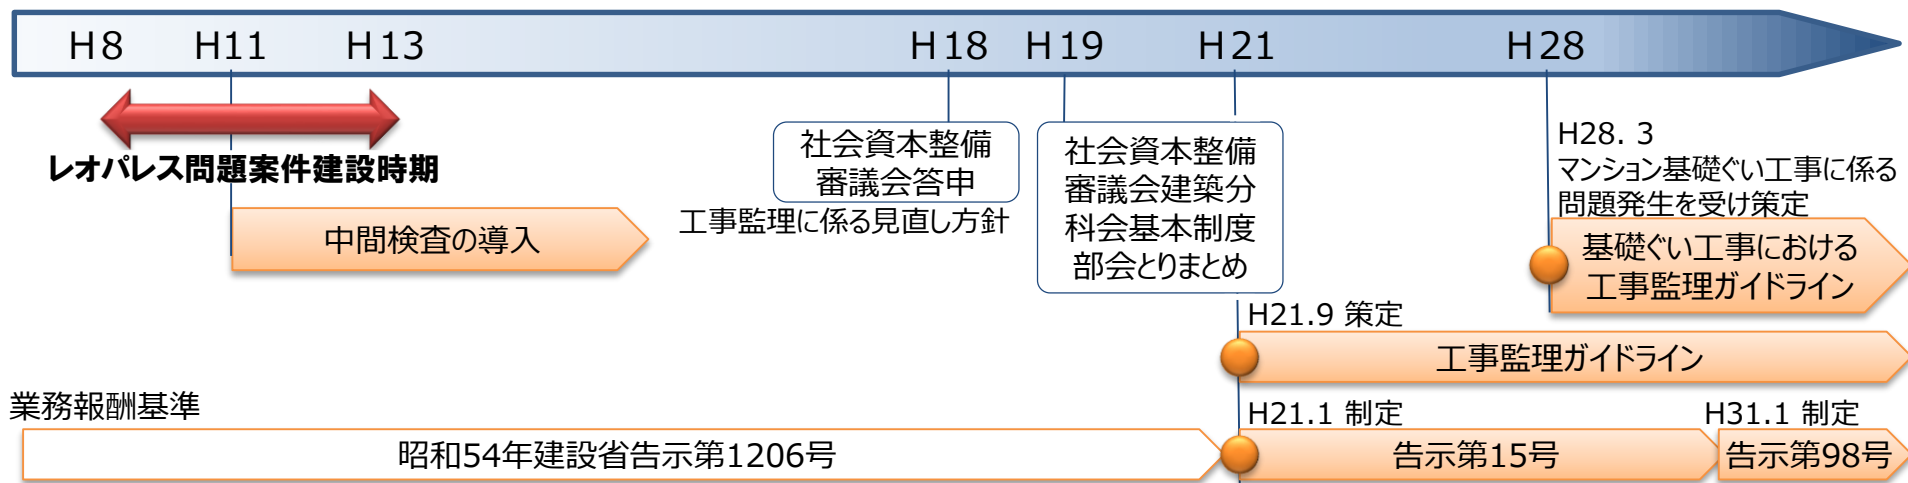 H8 H11 H13 H18 H19 H21 H28
レオパレス問題案件建設時期
中間検査の導入
社会資本整備
審議会答申
工事監理に係る見直し方針
社会資本整備
審議会建築分
科会基本制度
部会とりまとめ
H28. 3
マンション基礎ぐい工事に係る
問題発生を受け策定
基礎ぐい工事における
工事監理ガイドライン
H21.9 策定
工事監理ガイドライン
業務報酬基準
昭和54年建設省告示第1206号
H21.1 制定
告示第15号
H31.1 制定
告示第98号